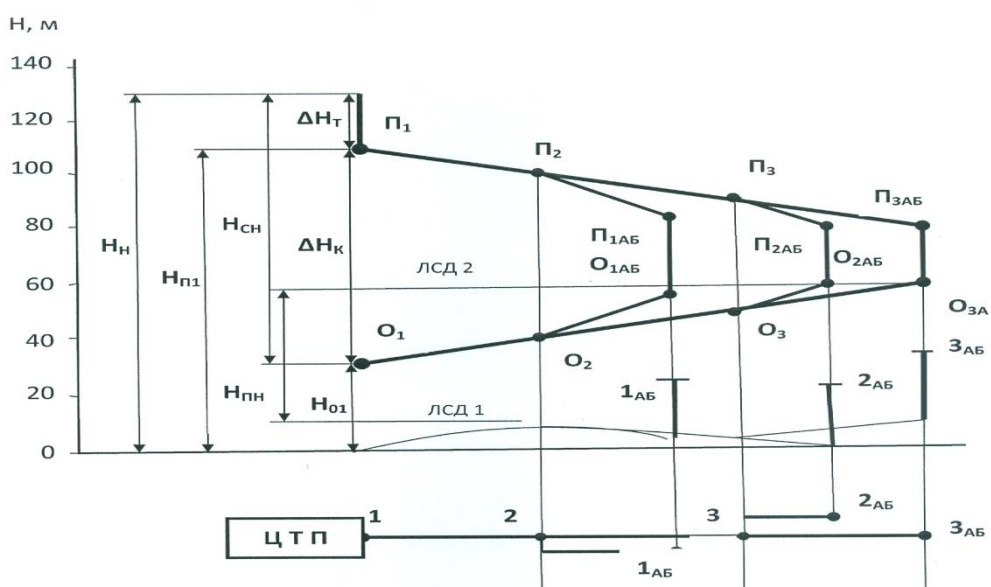 Н, м
140
120
100
80
60
40
20
0
ΔНТ
П1
П2
П3
П3АБ
НН
НСН
НП1
ΔНК
П1АБ
О1АБ
П2АБ
О2АБ
ЛСД 2
О1
О2
О3
О3А
3АБ
НПН
Н01
ЛСД 1
1АБ
2АБ
ЦТП
1
2
3
2АБ
3АБ
1АБ